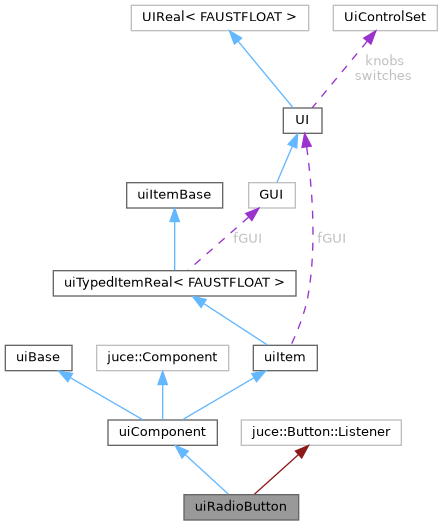 UIReal< FAUSTFLOAT >
UiControlSet
knobs
switches
UI
uiItemBase
GUI
fGUI
fGUI
uiTypedItemReal< FAUSTFLOAT >
uiBase
juce::Component
uiItem
uiComponent
juce::Button::Listener
uiRadioButton